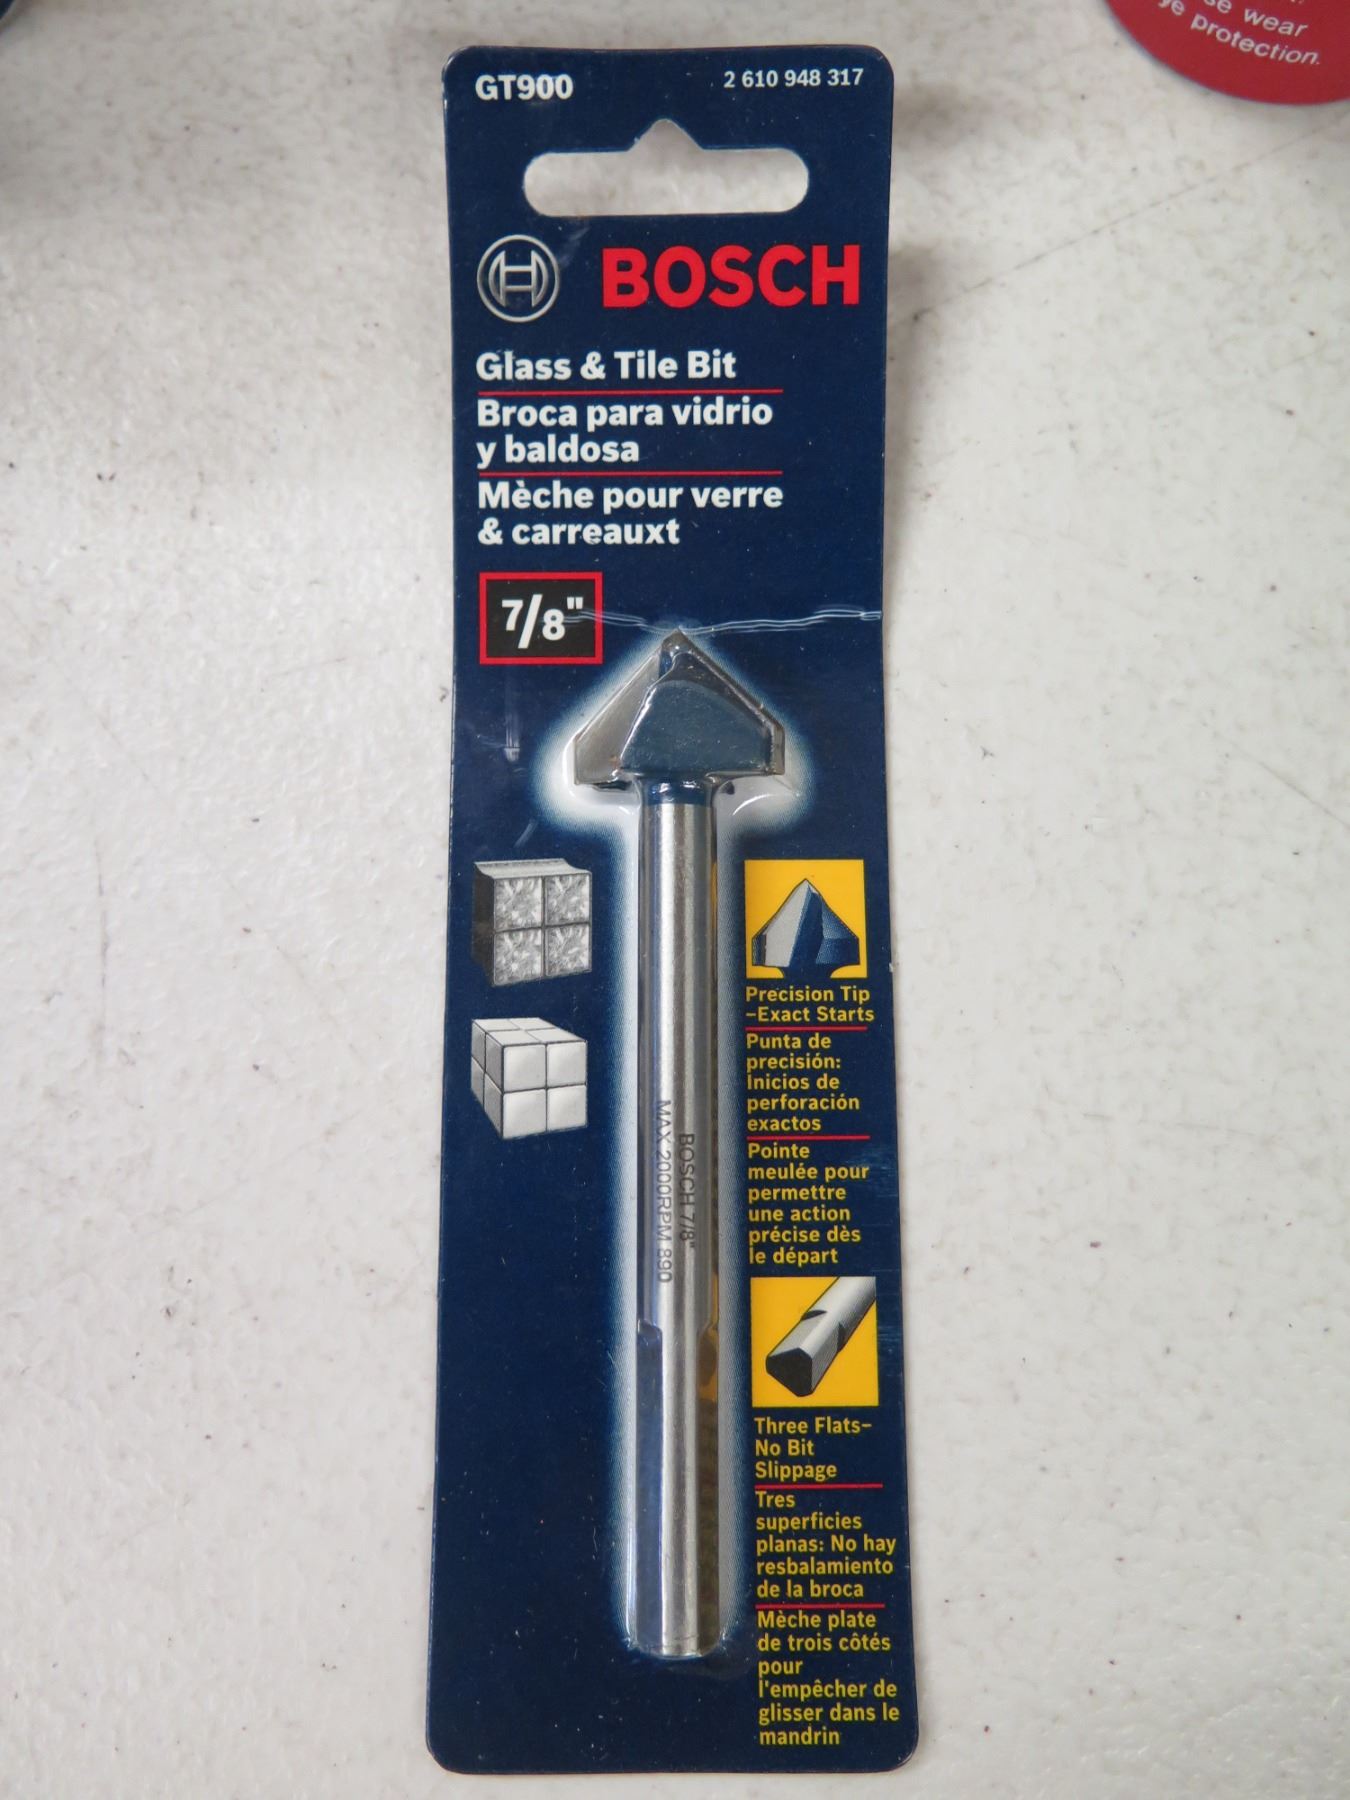 se wear
protection.
GT900
2 610 948 317
BOSCH
Glass & Tile Bit
Broca para vidrio
y baldosa
Mèche pour verre
& carreauxt
7/8"
Precision Tip
–Exact Starts
Punta de
precisión:
Inicios de
perforación
exactos
Pointe
meulée pour
permettre
une action
précise dès
le départ
BOSCH 7/8"
MAX 2000RPM 890
Three Flats–
No Bit
Slippage
Tres
superficies
planas: No hay
resbalamiento
de la broca
Mèche plate
de trois côtés
pour
l'empêcher de
glisser dans le
mandrin